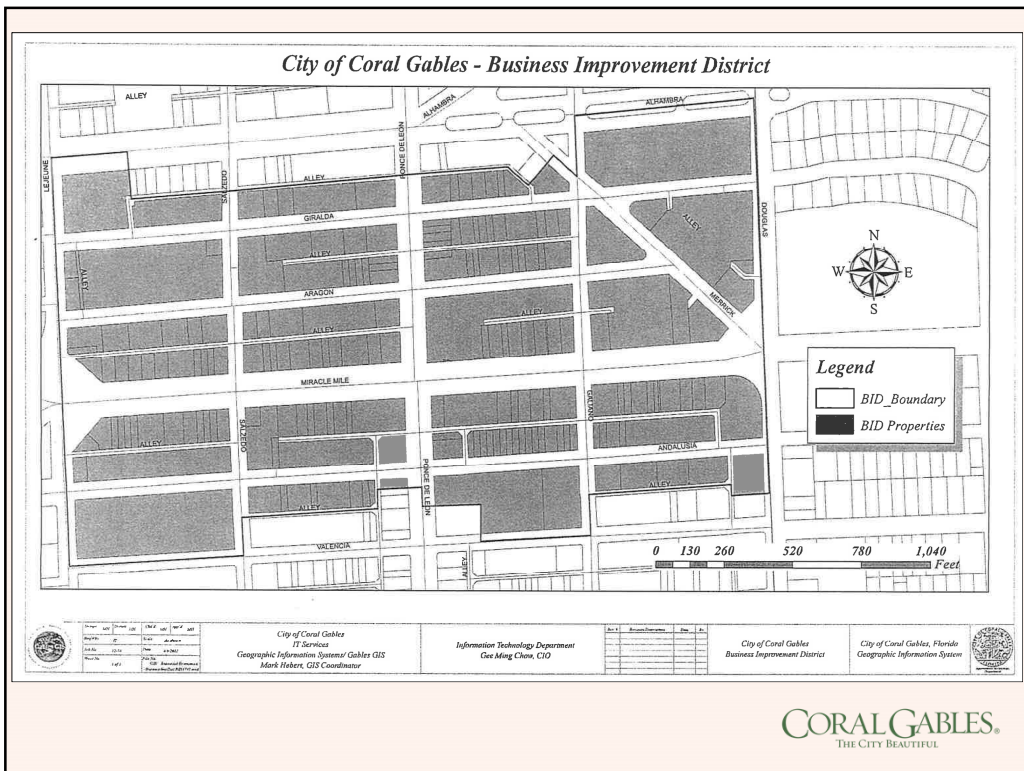 City of Coral Gables - Business Improvement District
ALLEY
ALHAMBRA
ALHAMBRA
LEJEUNE
SALZEDO
PONCE DE LEON
ALLEY
GIRALDA
ALLEY
DOUGLAS
ALLEY
ALLEY
ARAGON
MERRICK
ALLEY
ALLEY
MIRACLE MILE
N
W
E
S
Legend
BID_Boundary
BID Properties
SALZEDO
GALIANO
ALLEY
ANDALUSIA
PONCE DE LEON
ALLEY
ALLEY
VALENCIA
ALLEY
0 130 260 520 780 1,040
Feet
City of Coral Gables
IT Services
Geographic Information Systems/ Gables GIS
Mark Hebert, GIS Coordinator
Information Technology Department
Gee Ming Chow, CIO
City of Coral Gables
Business Improvement District
City of Coral Gables, Florida
Geographic Information System
CORAL GABLES®
THE CITY BEAUTIFUL